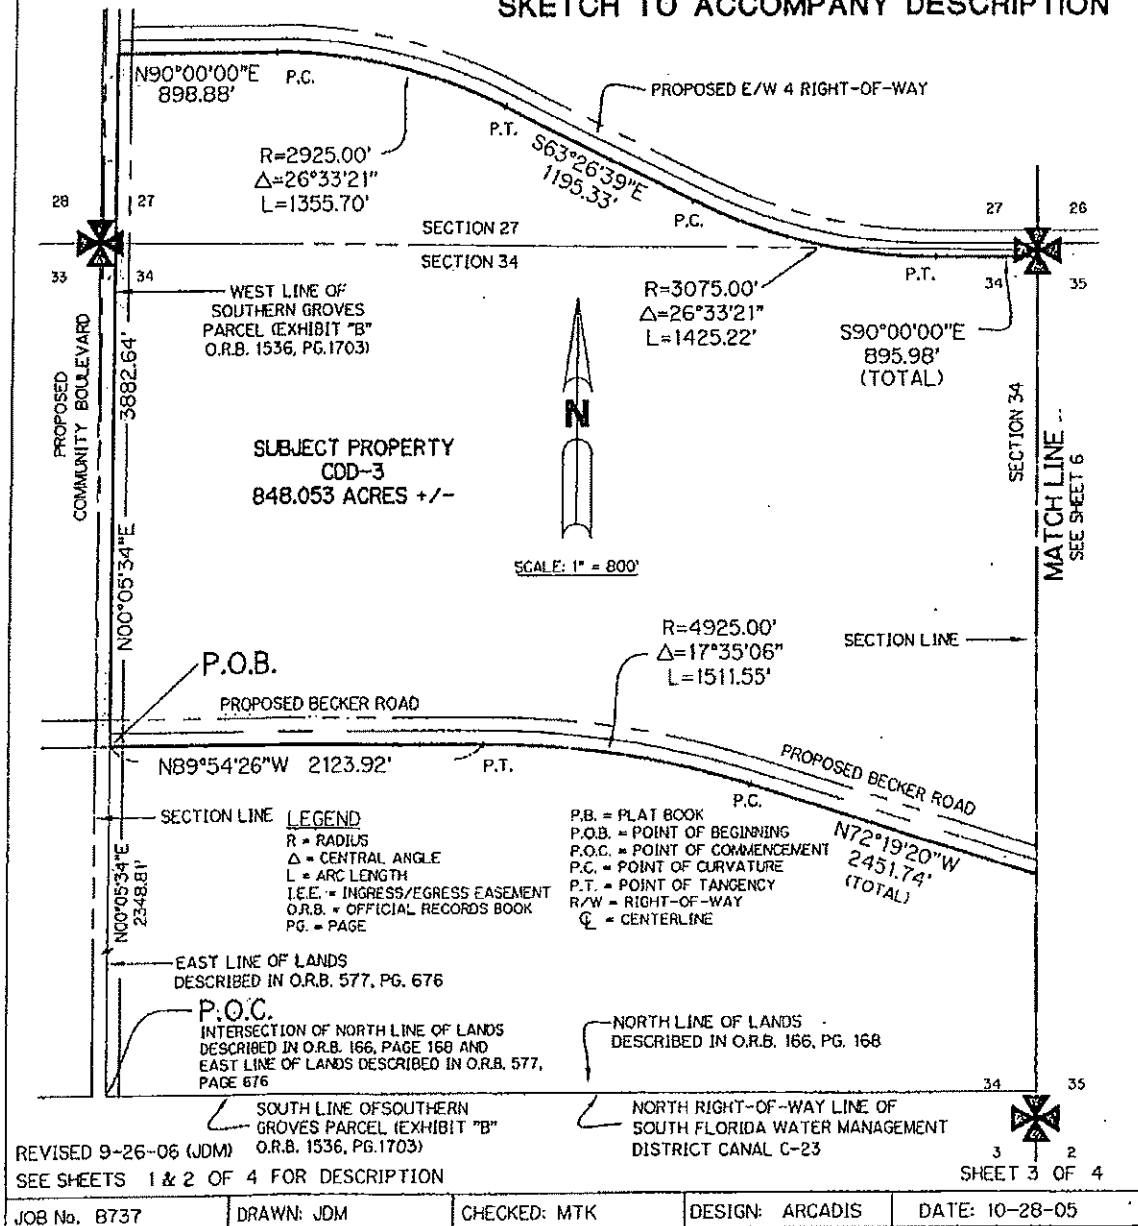 SKETCH TO ACCOMPANY DESCRIPTION
N90°00'00"E
898.88'
P.C.
PROPOSED E/W 4 RIGHT-OF-WAY
P.T.
R=2925.00'
Δ=26°33'21"
L=1355.70'
S63°26'39"E
1195.33'
P.C.
28
27
SECTION 27
27
26
33
34
SECTION 34
P.T.
34
35
WEST LINE OF
SOUTHERN GROVES
PARCEL (EXHIBIT "B"
O.R.B. 1536, PG.1703)
R=3075.00'
Δ=26°33'21"
L=1425.22'
S90°00'00"E
895.98'
(TOTAL)
PROPOSED
COMMUNITY BOULEVARD
3882.64'
N00°05'34"E
N
SECTION 34
MATCH LINE
SEE SHEET 6
SUBJECT PROPERTY
CDD-3
848.053 ACRES +/-
SCALE: 1" = 800'
R=4925.00'
Δ=17°35'06"
L=1511.55'
SECTION LINE
P.O.B.
PROPOSED BECKER ROAD
N89°54'26"W 2123.92'
P.T.
PROPOSED BECKER ROAD
P.C.
N72°19'20"W
2451.74'
(TOTAL)
SECTION LINE
N00°05'34"E
2348.81'
LEGEND
R = RADIUS
Δ = CENTRAL ANGLE
L = ARC LENGTH
I.E.E. = INGRESS/EGRESS EASEMENT
O.R.B. = OFFICIAL RECORDS BOOK
PG. = PAGE
P.B. = PLAT BOOK
P.O.B. = POINT OF BEGINNING
P.O.C. = POINT OF COMMENCEMENT
P.C. = POINT OF CURVATURE
P.T. = POINT OF TANGENCY
R/W = RIGHT-OF-WAY
℄ = CENTERLINE
EAST LINE OF LANDS
DESCRIBED IN O.R.B. 577, PG. 676
P.O.C.
INTERSECTION OF NORTH LINE OF LANDS
DESCRIBED IN O.R.B. 166, PAGE 168 AND
EAST LINE OF LANDS DESCRIBED IN O.R.B. 577,
PAGE 676
NORTH LINE OF LANDS
DESCRIBED IN O.R.B. 166, PG. 168
34
35
SOUTH LINE OFSOUTHERN
GROVES PARCEL (EXHIBIT "B"
O.R.B. 1536, PG.1703)
NORTH RIGHT-OF-WAY LINE OF
SOUTH FLORIDA WATER MANAGEMENT
DISTRICT CANAL C-23
3
2
REVISED 9-26-06 (JDM)
SEE SHEETS 1 & 2 OF 4 FOR DESCRIPTION
SHEET 3 OF 4
JOB No. B737
DRAWN: JDM
CHECKED: MTK
DESIGN: ARCADIS
DATE: 10-28-05